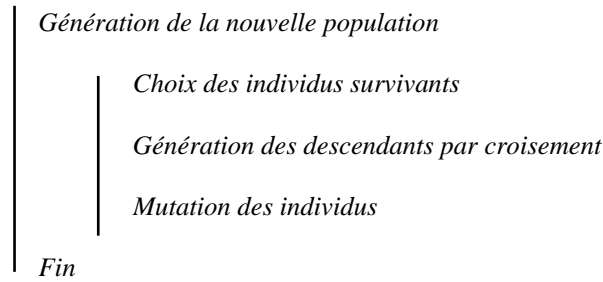 Génération de la nouvelle population
Choix des individus survivants
Génération des descendants par croisement
Mutation des individus
Fin